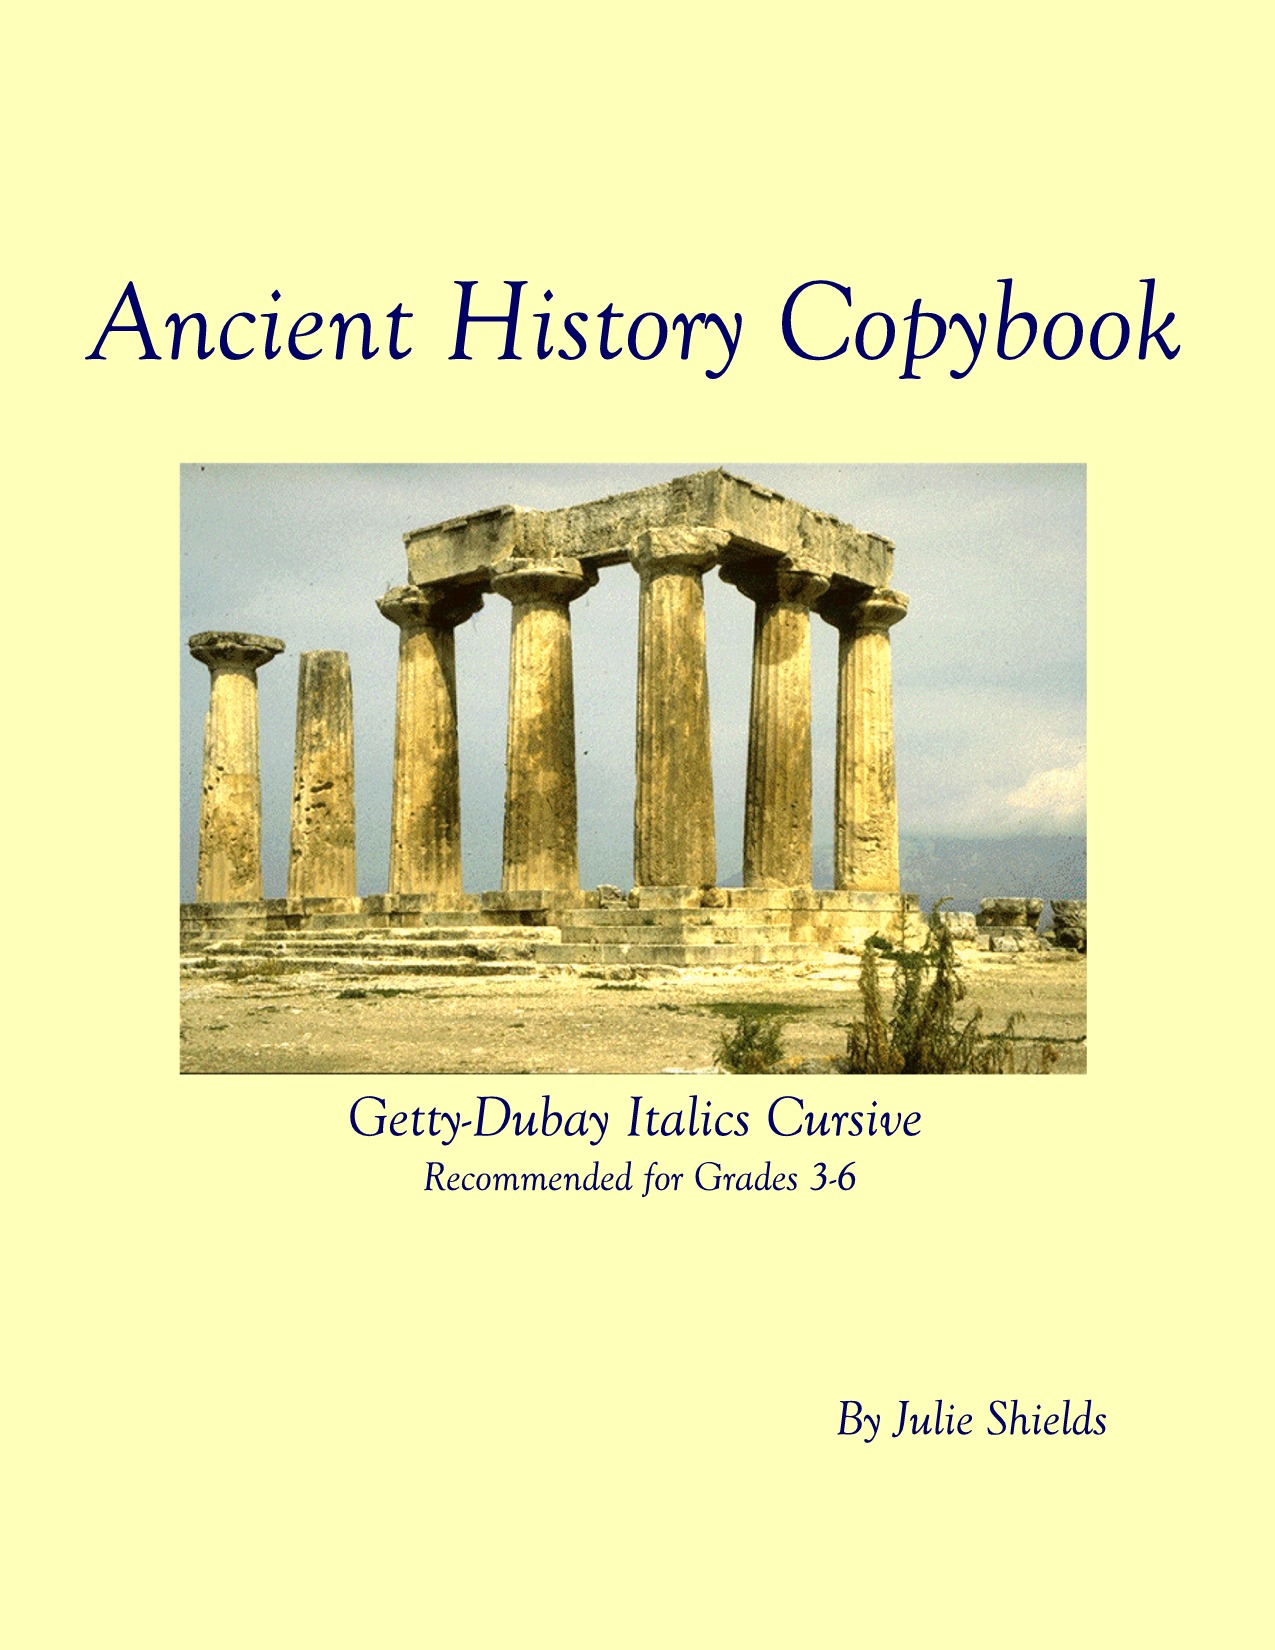 Ancient History Copybook
Getty-Dubay Italics Cursive
Recommended for Grades 3-6
By Julie Shields